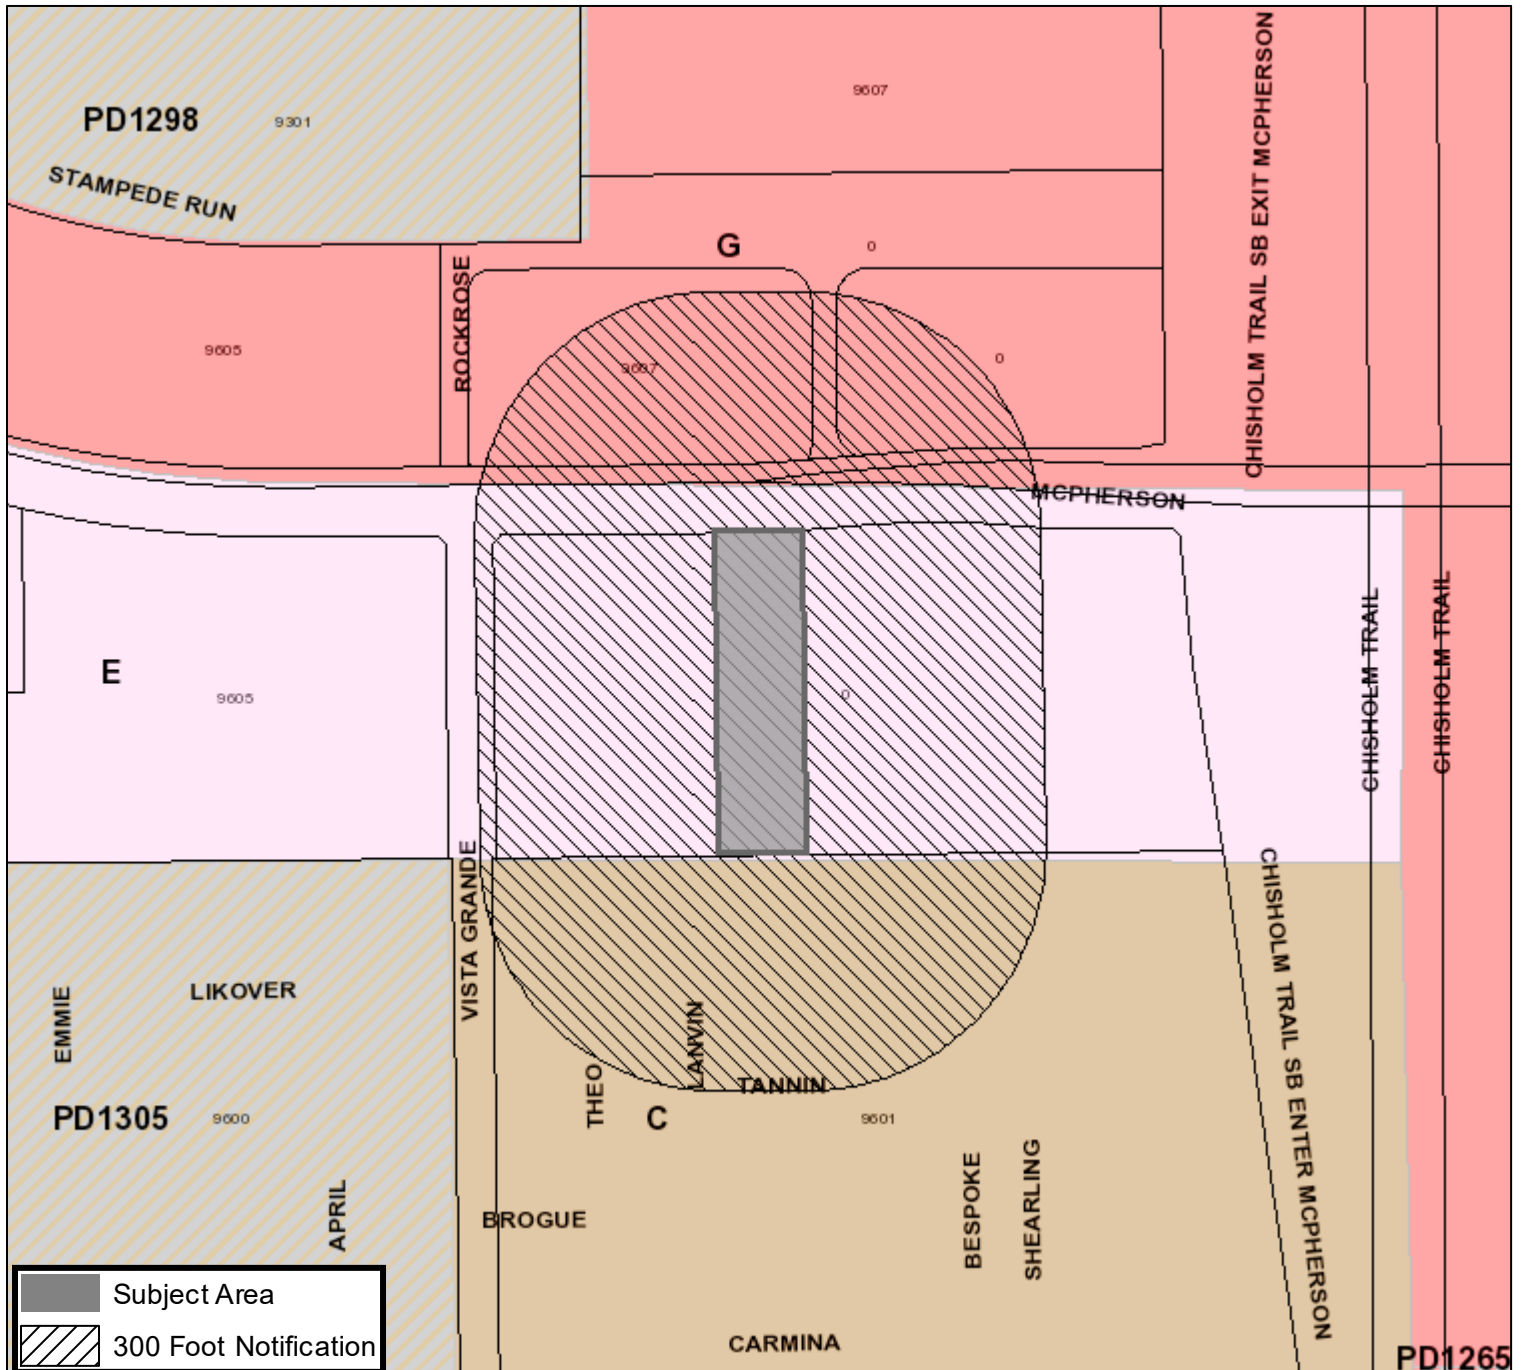 9607
CHISHOLM TRAIL SB EXIT MCPHERSON
PD1298
9301
STAMPEDE RUN
G
0
ROCKROSE
9605
9607
0
MCPHERSON
E
9605
0
CHISHOLM TRAIL
CHISHOLM TRAIL
VISTA GRANDE
CHISHOLM TRAIL SB ENTER MCPHERSON
LIKOVER
EMMIE
LANVIN
THEO
TANNIN
PD1305
9600
C
9601
APRIL
BROGUE
BESPOKE
SHEARLING
Subject Area
300 Foot Notification
CARMINA
PD1265